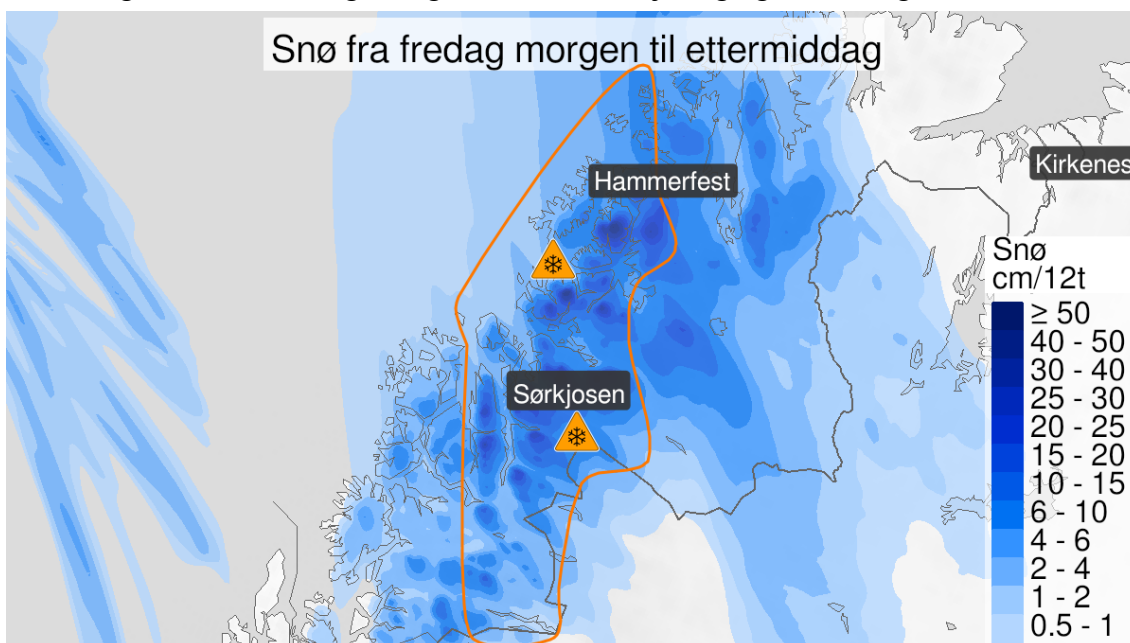 Snø fra fredag morgen til ettermiddag
Hammerfest
Kirkenes
Sørkjosen
Snø
cm/12t
≥ 50
40 - 50
30 - 40
25 - 30
20 - 25
15 - 20
10 - 15
6 - 10
4 - 6
2 - 4
1 - 2
0.5 - 1